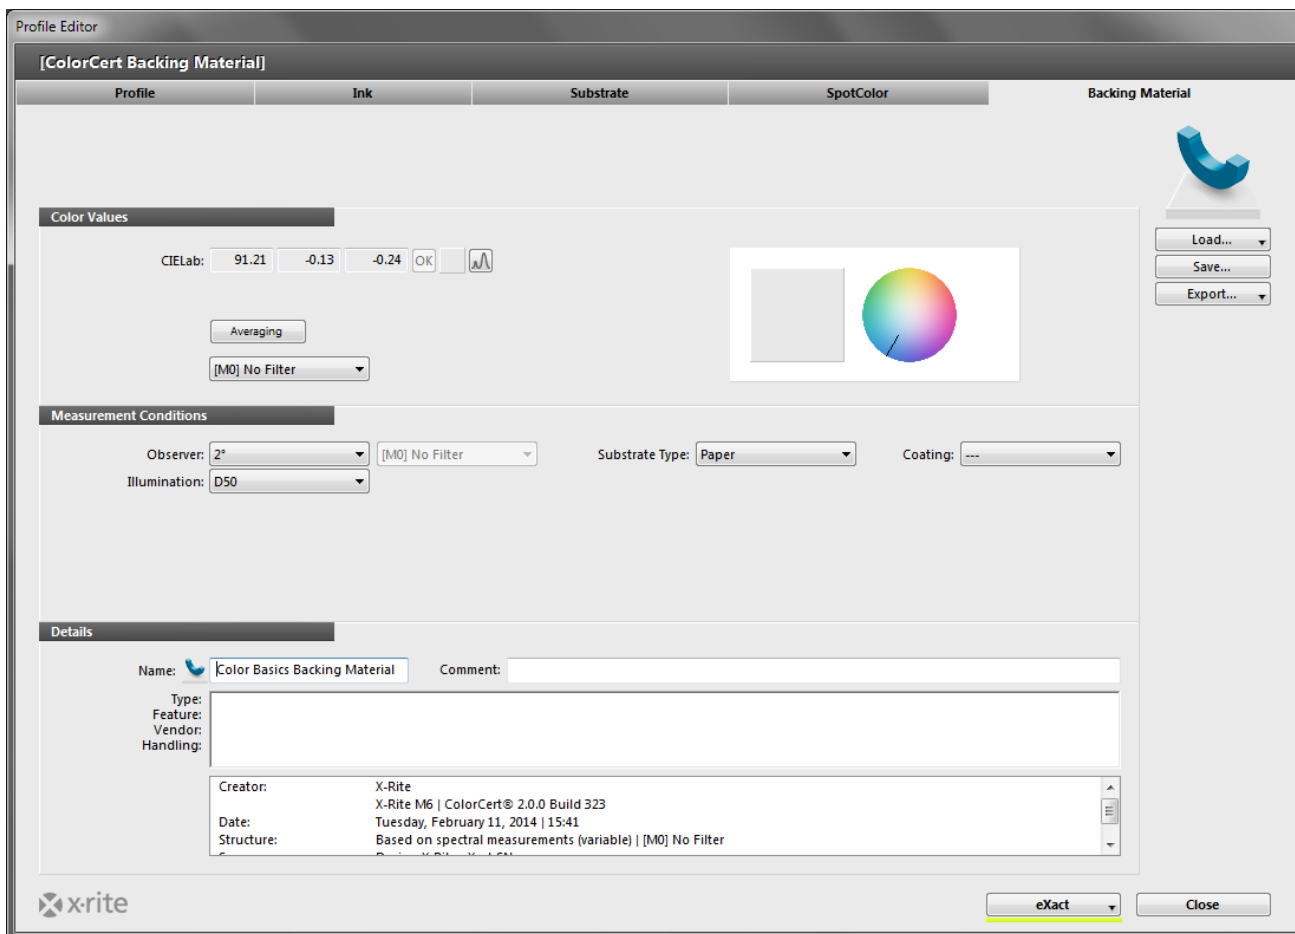 Profile Editor
[ColorCert Backing Material]
Profile Ink Substrate SpotColor Backing Material
Color Values
CIELab: 91.21 -0.13 -0.24 OK
Load...
Save...
Export...
Averaging
[M0] No Filter
Measurement Conditions
Observer: 2° [M0] No Filter Substrate Type: Paper Coating: ---
Illumination: D50
Details
Name: Color Basics Backing Material Comment:
Type:
Feature:
Vendor:
Handling:
Creator: X-Rite
X-Rite M6 | ColorCert® 2.0.0 Build 323
Date: Tuesday, February 11, 2014 | 15:41
Structure: Based on spectral measurements (variable) | [M0] No Filter
x·rite eXact Close